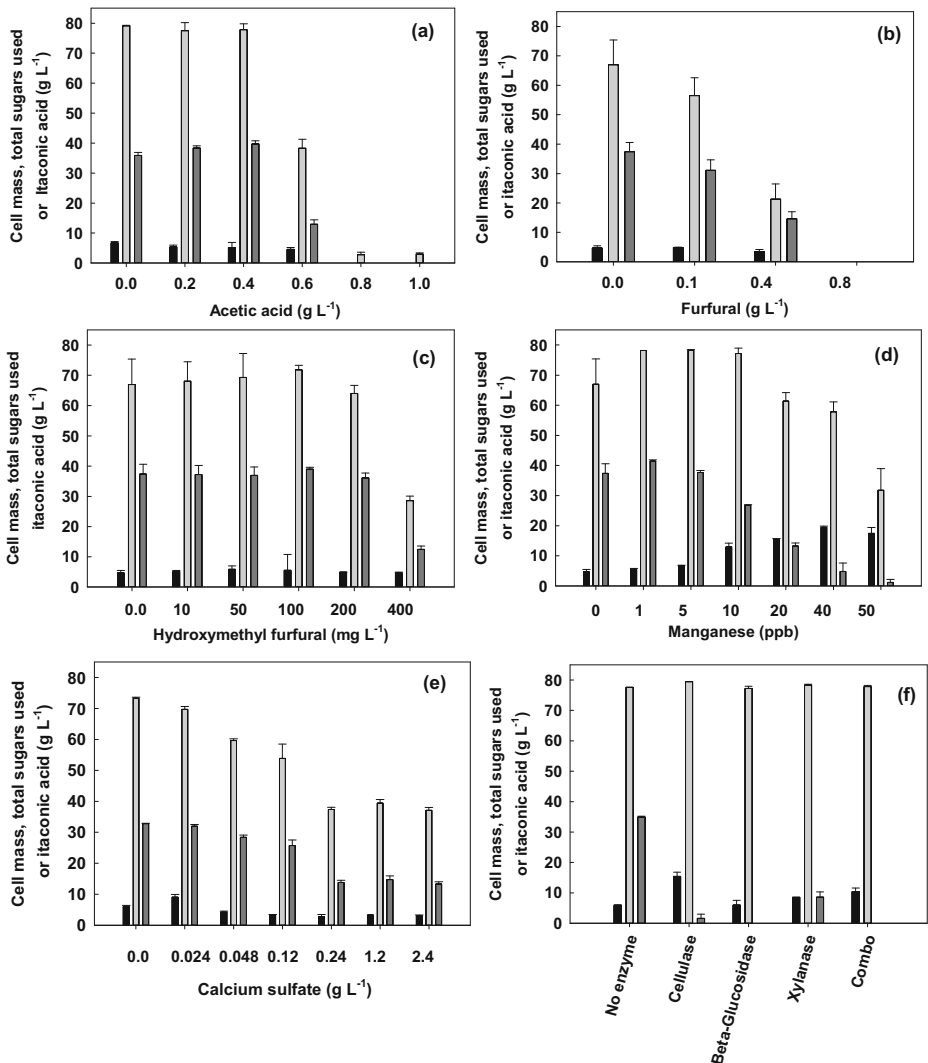 (a)
Cell mass, total sugars used
or Itaconic acid (g L-1)
90
80
70
60
50
40
30
20
10
0
0.0 0.2 0.4 0.6 0.8 1.0
Acetic acid (g L-1)
(b)
Cell mass, total sugars used
or itaconic acid (g L-1)
80
70
60
50
40
30
20
10
0
0.0 0.1 0.4 0.8
Furfural (g L-1)
(c)
Cell mass, total sugars used
itaconic acid (g L-1)
80
70
60
50
40
30
20
10
0
0.0 10 50 100 200 400
Hydroxymethyl furfural (mg L-1)
(d)
Cell mass, total sugars used
or itaconic acid (g L-1)
80
70
60
50
40
30
20
10
0
0 1 5 10 20 40 50
Manganese (ppb)
(e)
Cell mass, total sugars used
or itaconic acid (g L-1)
80
70
60
50
40
30
20
10
0
0.0 0.024 0.048 0.12 0.24 1.2 2.4
Calcium sulfate (g L-1)
(f)
Cell mass, total sugars used
or itaconic acid (g L-1)
80
70
60
50
40
30
20
10
0
No enzyme
Cellulase
Beta-Glucosidase
Xylanase
Combo